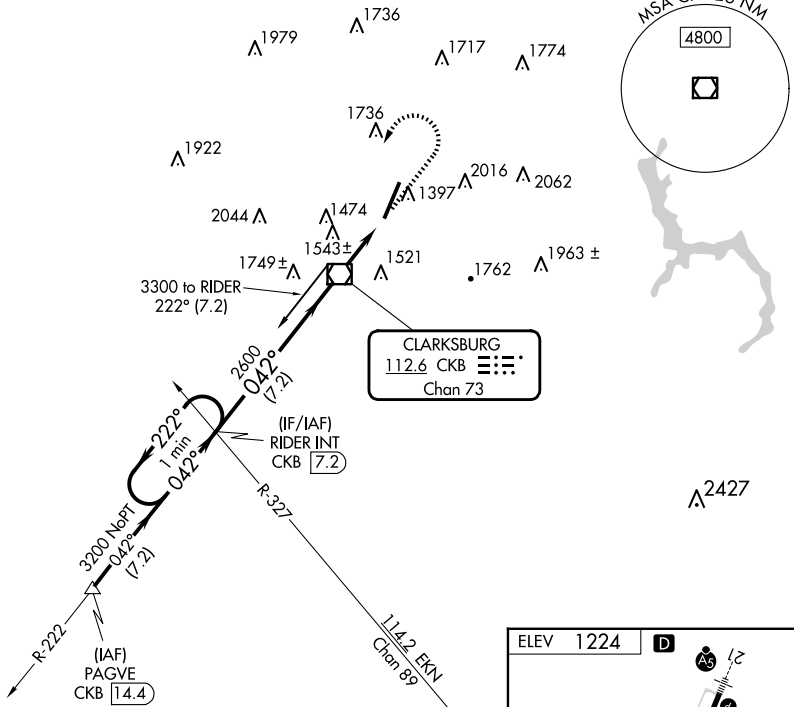 MSA CKB 25 NM
4800
1979
1736
1717
1774
1736
1922
2016
2062
1397
2044
1474
1543±
1749±
1521
1762
1963 ±
3300 to RIDER
222° (7.2)
CLARKSBURG
112.6 CKB
Chan 73
2600
042°
(7.2)
(IF/IAF)
RIDER INT
CKB 7.2
222°
1 min
042°
R-327
3200 NoPT
042°
(7.2)
2427
R-222
(IAF)
PAGVE
CKB 14.4
114.2 EKN
Chan 89
ELEV 1224
D
A5
21